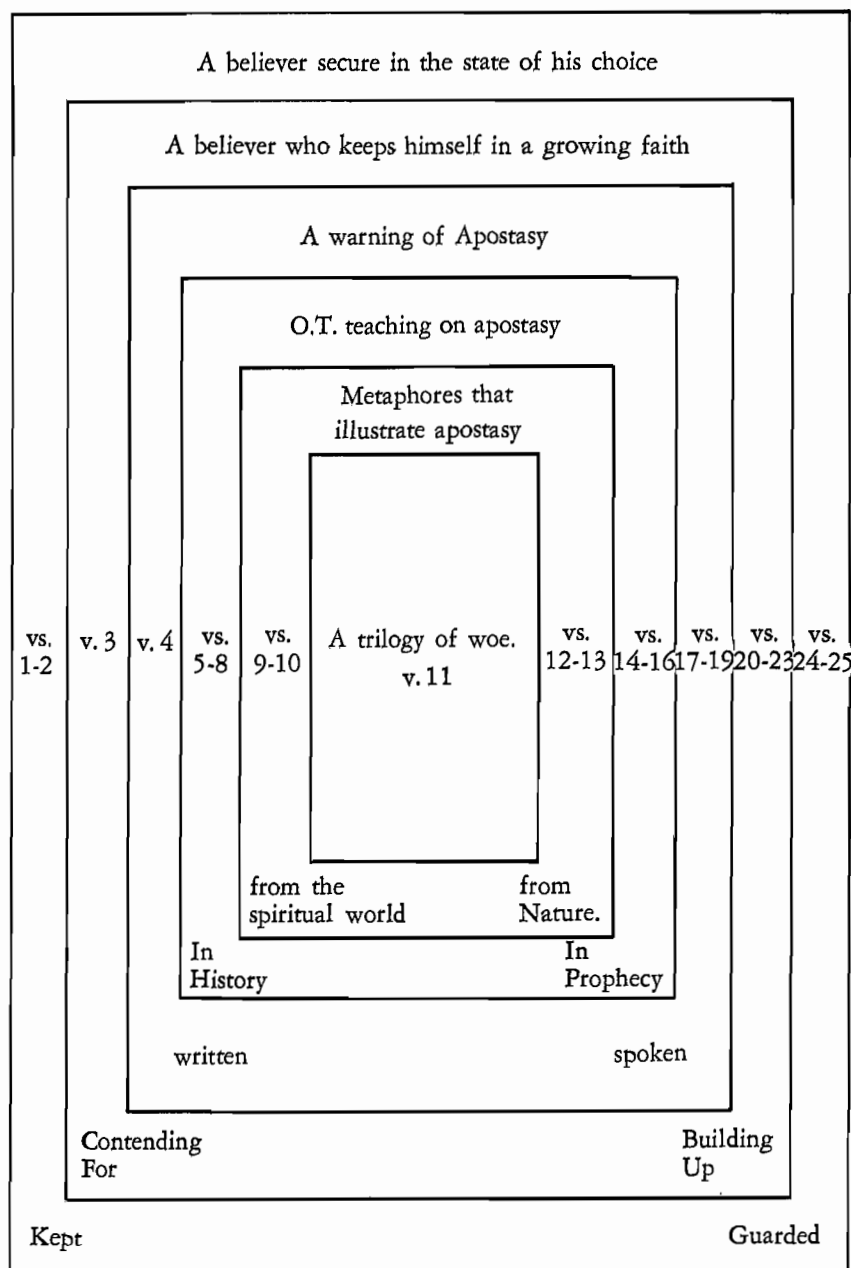 A believer secure in the state of his choice
A believer who keeps himself in a growing faith
A warning of Apostasy
O.T. teaching on apostasy
Metaphores that
illustrate apostasy
vs.
1-2
v. 3
v. 4
vs.
5-8
vs.
9-10
A trilogy of woe.
v. 11
vs.
12-13
vs.
14-16
vs.
17-19
vs.
20-23
vs.
24-25
from the
spiritual world
from
Nature.
In
History
In
Prophecy
written
spoken
Contending
For
Building
Up
Kept
Guarded